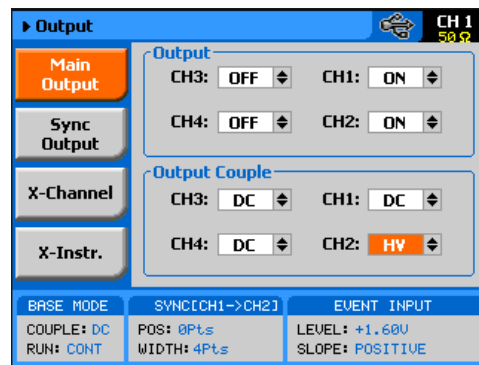 Output
CH 1
50Ω
Main
Output
Sync
Output
X-Channel
X-Instr.
Output
CH3: OFF CH1: ON
CH4: OFF CH2: ON
Output Couple
CH3: DC CH1: DC
CH4: DC CH2: HV
BASE MODE
COUPLE: DC
RUN: CONT
SYNC[CH1->CH2]
POS: 0Pts
WIDTH: 4Pts
EVENT INPUT
LEVEL: +1.60V
SLOPE: POSITIVE